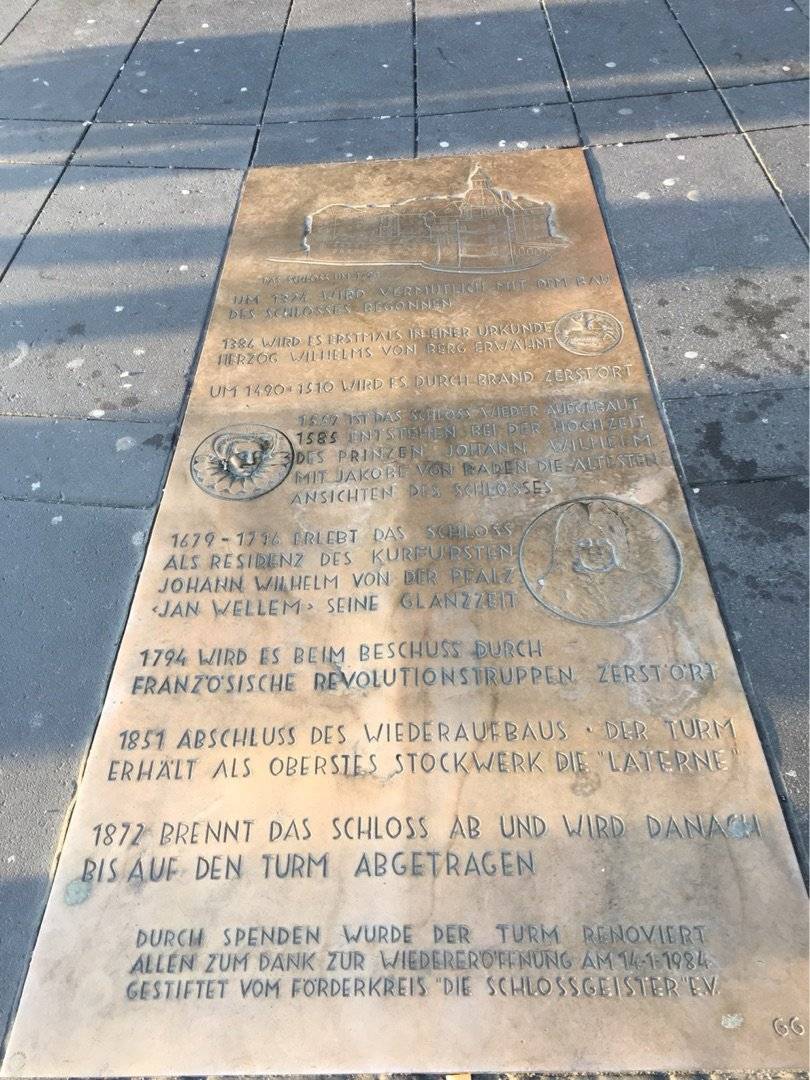 DAS SCHLOSS
UM 13 WIRD VERMUTLICH MIT DEM BAU
DES SCHLOSSES BEGONNEN
1384 WIRD ES ERSTMALS IN EINER URKUNDE
HERZOG WILHELMS VON BERG ERWÄHNT
UM 1490-1510 WIRD ES DURCH BRAND ZERSTÖRT
IST DAS SCHLOSS WIEDER AUFGEBAUT
1585 ENTSTEHEN BEI DER HOCHZEIT
DES PRINZEN JOHANN WILHELM
MIT JAKOBE VON BADEN DIE ÄLTESTEN
ANSICHTEN DES SCHLOSSES
1679-1716 ERLEBT DAS SCHLOSS
ALS RESIDENZ DES KURFÜRSTEN
JOHANN WILHELM VON DER PFALZ
‹JAN WELLEM› SEINE GLANZZEIT
1794 WIRD ES BEIM BESCHUSS DURCH
FRANZÖSISCHE REVOLUTIONSTRUPPEN ZERSTÖRT
1851 ABSCHLUSS DES WIEDERAUFBAUS · DER TURM
ERHÄLT ALS OBERSTES STOCKWERK DIE "LATERNE"
1872 BRENNT DAS SCHLOSS AB UND WIRD DANACH
BIS AUF DEN TURM ABGETRAGEN
DURCH SPENDEN WURDE DER TURM RENOVIERT
ALLEN ZUM DANK ZUR WIEDERERÖFFNUNG AM 14·1·1984
GESTIFTET VOM FÖRDERKREIS "DIE SCHLOSSGEISTER" E.V.
GG